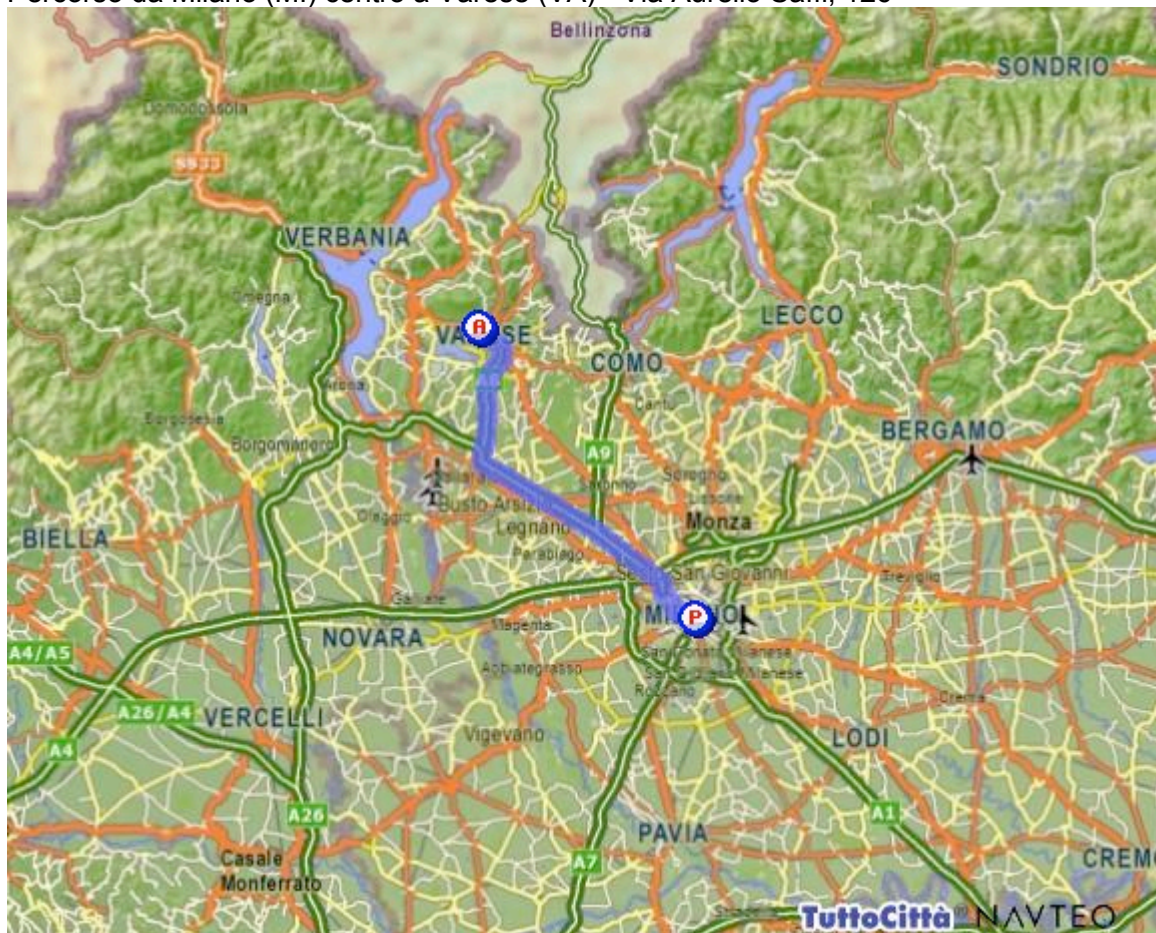 Bellinzona
SONDRIO
Domodossola
SS33
VERBANIA
Omegna
LECCO
VARESE
A
COMO
Arona
Cantù
Borgosesia
Borgomanero
BERGAMO
A9
Seregno
Saronno
Lissone
Busto Arsizio
Oleggio
Legnano
Monza
BIELLA
Parabiago
Sesto San Giovanni
Treviglio
Galliate
MILANO
P
Magenta
NOVARA
San Donato Milanese
A4/A5
Abbiategrasso
San Giuliano Milanese
Rozzano
Crema
A26/A4
VERCELLI
Vigevano
LODI
A4
A26
A1
PAVIA
A7
Casale
Monferrato
CREMO
TuttoCittà® NAVTEQ